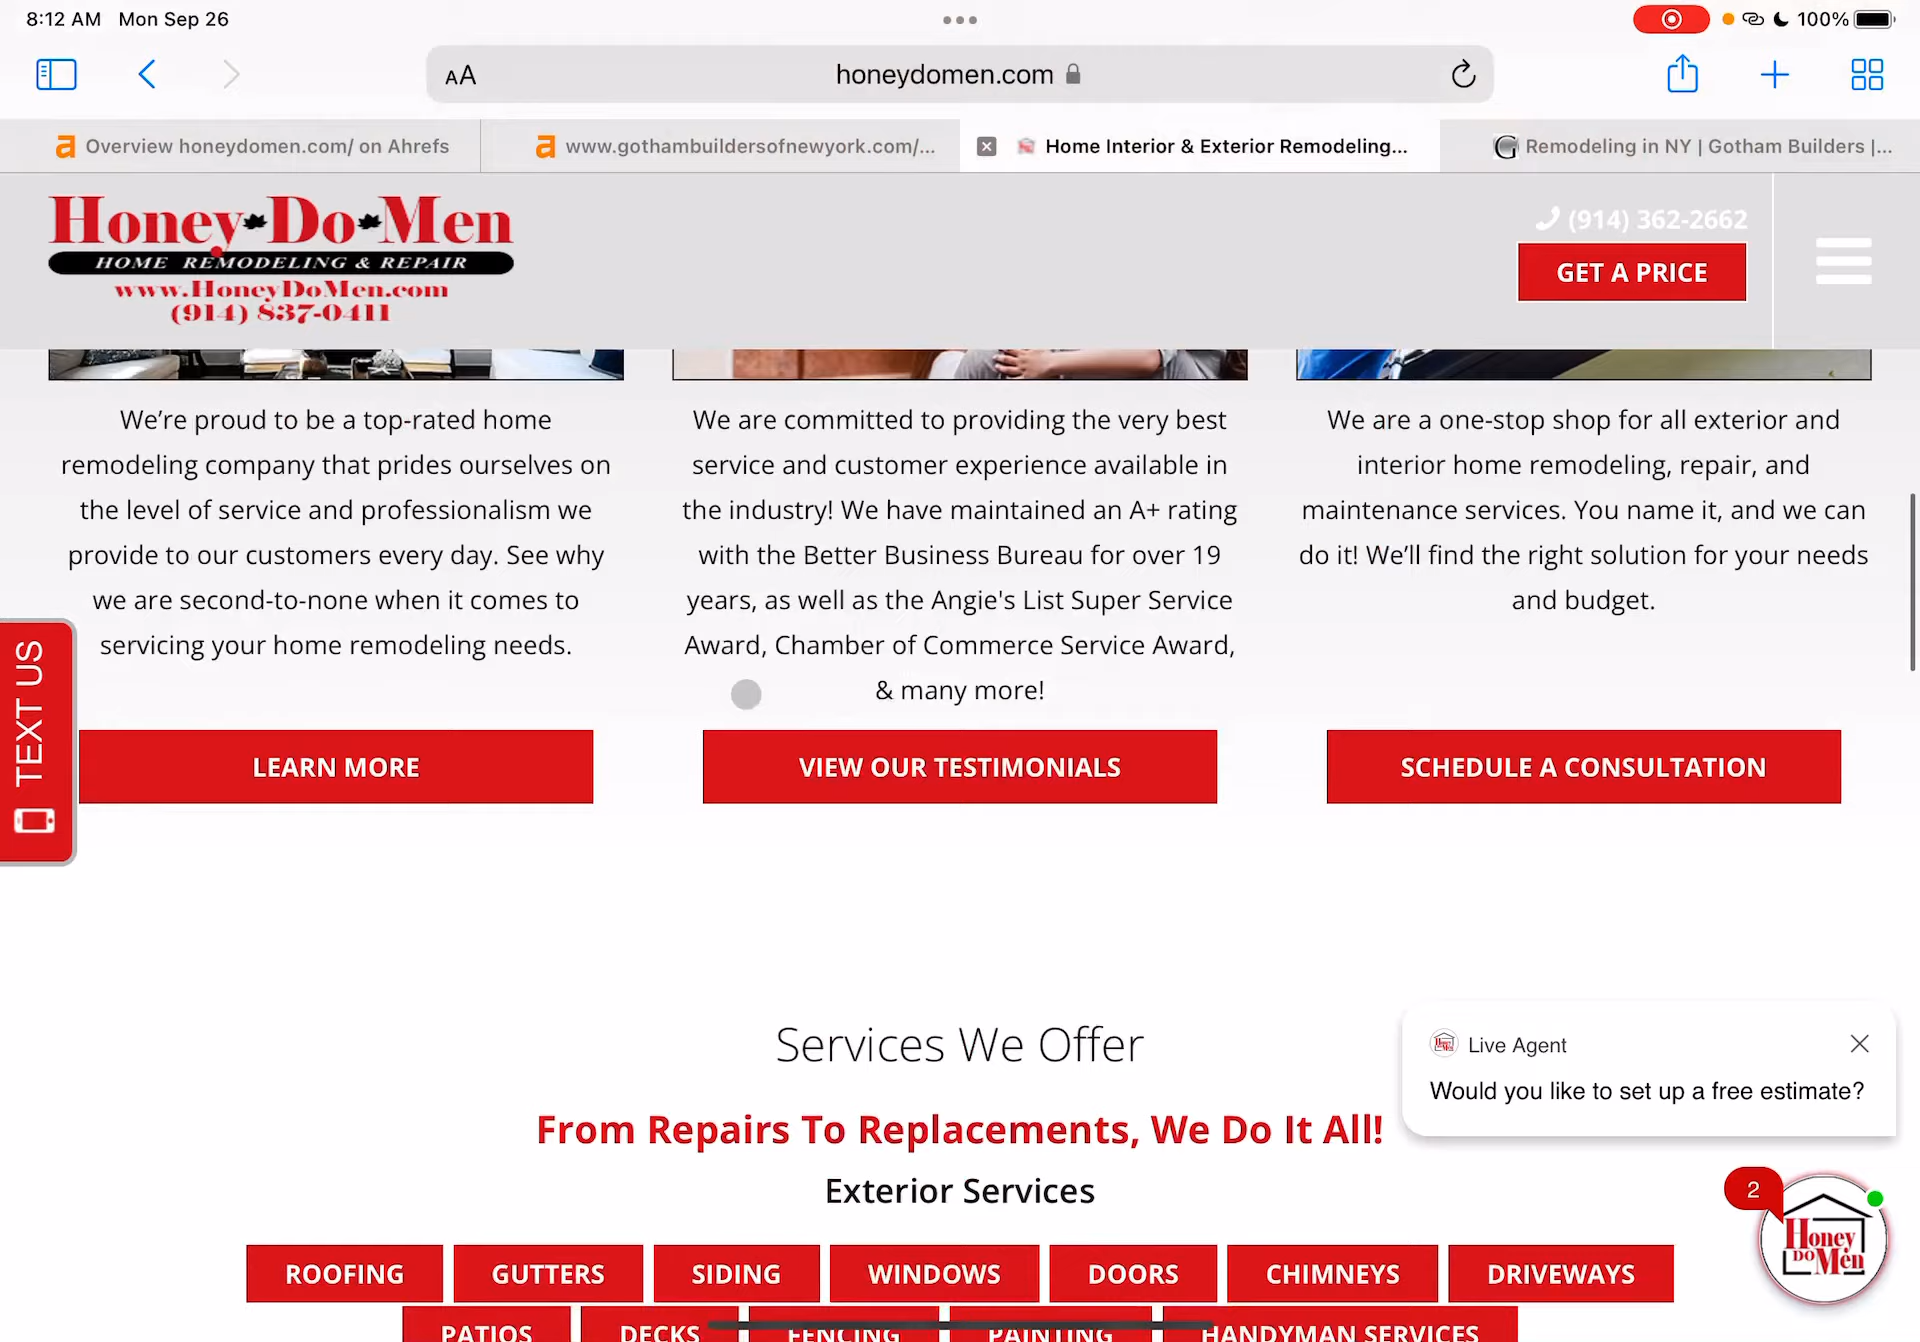 8:12 AM Mon Sep 26
100%
AA
honeydomen.com
Overview honeydomen.com/ on Ahrefs
www.gothambuildersofnewyork.com/...
Home Interior & Exterior Remodeling...
Remodeling in NY | Gotham Builders |...
Honey Do Men
HOME REMODELING & REPAIR
www.HoneyDoMen.com
(914) 837-0411
(914) 362-2662
GET A PRICE
We’re proud to be a top-rated home
remodeling company that prides ourselves on
the level of service and professionalism we
provide to our customers every day. See why
we are second-to-none when it comes to
servicing your home remodeling needs.
LEARN MORE
We are committed to providing the very best
service and customer experience available in
the industry! We have maintained an A+ rating
with the Better Business Bureau for over 19
years, as well as the Angie's List Super Service
Award, Chamber of Commerce Service Award,
& many more!
VIEW OUR TESTIMONIALS
We are a one-stop shop for all exterior and
interior home remodeling, repair, and
maintenance services. You name it, and we can
do it! We’ll find the right solution for your needs
and budget.
SCHEDULE A CONSULTATION
TEXT US
Services We Offer
From Repairs To Replacements, We Do It All!
Exterior Services
Live Agent
Would you like to set up a free estimate?
2
Honey
DO Men
ROOFING
GUTTERS
SIDING
WINDOWS
DOORS
CHIMNEYS
DRIVEWAYS
PATIOS
DECKS
FENCING
PAINTING
HANDYMAN SERVICES